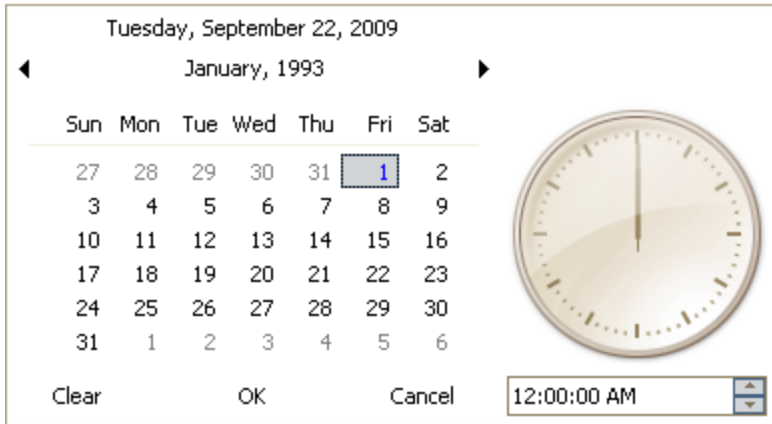 Tuesday, September 22, 2009
January, 1993
Sun Mon Tue Wed Thu Fri Sat
27 28 29 30 31 1 2
3 4 5 6 7 8 9
10 11 12 13 14 15 16
17 18 19 20 21 22 23
24 25 26 27 28 29 30
31 1 2 3 4 5 6
Clear OK Cancel 12:00:00 AM